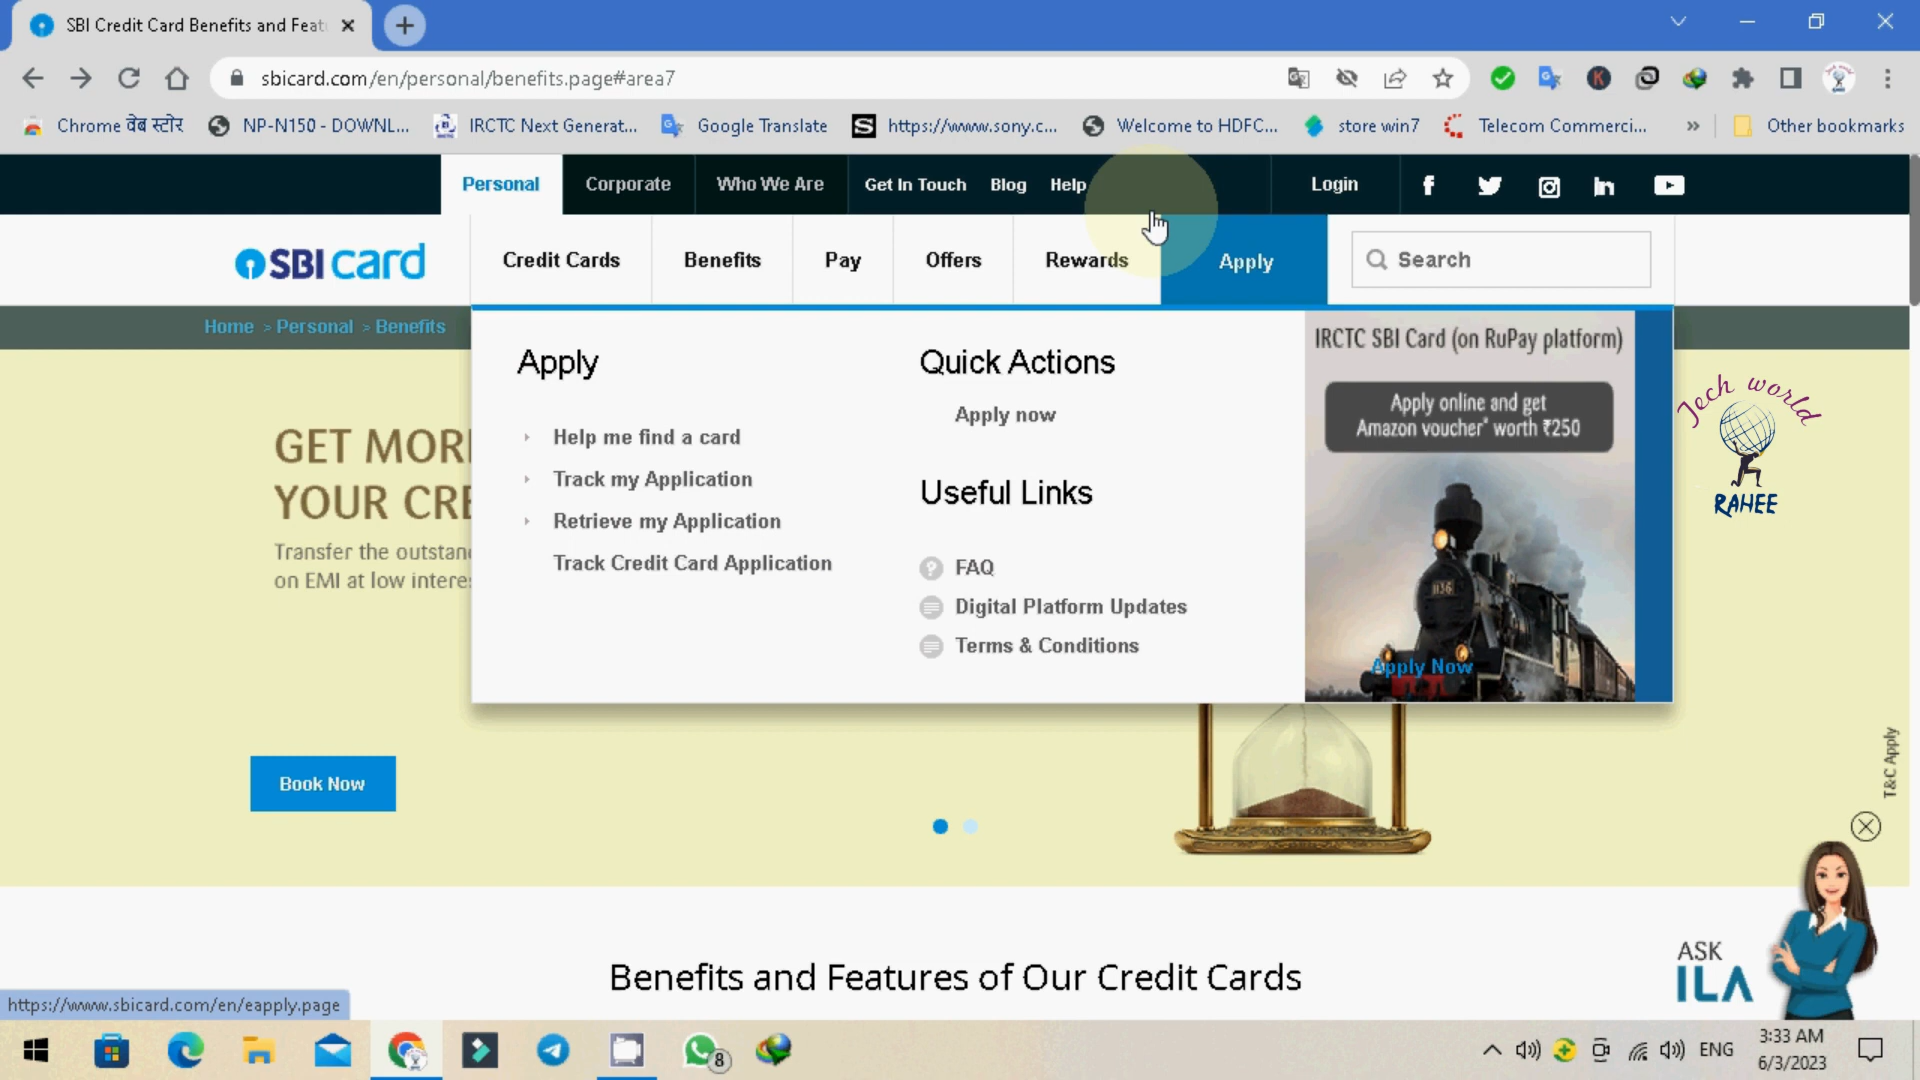 SBI Credit Card Benefits and Feat
sbicard.com/en/personal/benefits.page#area7
Chrome वेब स्टोर
NP-N150 - DOWNL...
IRCTC Next Generat...
Google Translate
https://www.sony.c...
Welcome to HDFC...
store win7
Telecom Commerci...
»
Other bookmarks
Personal
Corporate
Who We Are
Get In Touch
Blog
Help
Login
SBI card
Credit Cards
Benefits
Pay
Offers
Rewards
Apply
Search
Home > Personal > Benefits
GET MOR
YOUR CRE
Transfer the outstan
on EMI at low intere
Book Now
Apply
Help me find a card
Track my Application
Retrieve my Application
Track Credit Card Application
Quick Actions
Apply now
Useful Links
FAQ
Digital Platform Updates
Terms & Conditions
IRCTC SBI Card (on RuPay platform)
Apply online and get
Amazon voucher* worth ₹250
1136
Apply Now
Tech world
RAHEE
T&C Apply
ASK
ILA
Benefits and Features of Our Credit Cards
https://www.sbicard.com/en/eapply.page
8
ENG
3:33 AM
6/3/2023